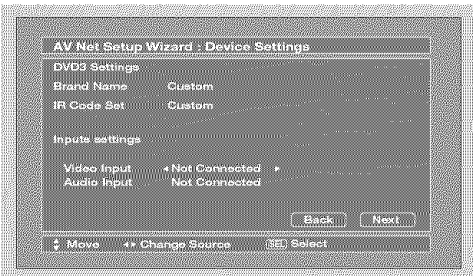 AV Net Setup Wizard : Device Settings
DVD3 Settings
Brand Name Custom
IR Code Set Custom
Inputs settings
Video Input ◂ Not Connected ▸
Audio Input Not Connected
Back Next
Move Change Source SEL Select